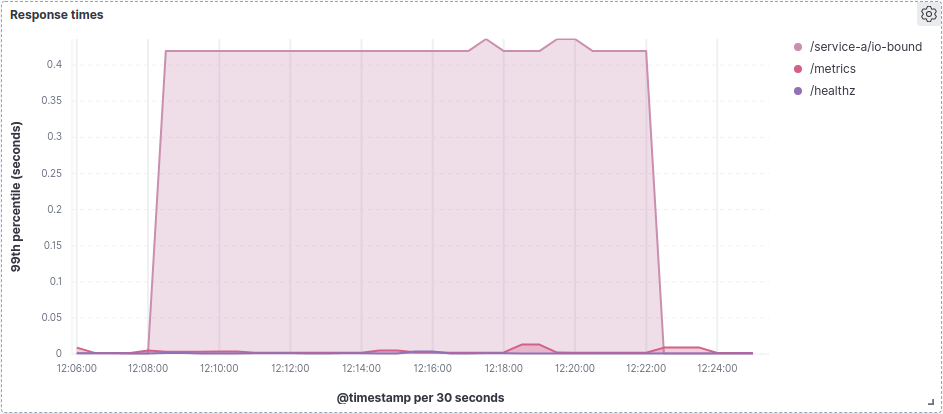 Response times
/service-a/io-bound
/metrics
/healthz
99th percentile (seconds)
0.4
0.35
0.3
0.25
0.2
0.15
0.1
0.05
0
12:06:00 12:08:00 12:10:00 12:12:00 12:14:00 12:16:00 12:18:00 12:20:00 12:22:00 12:24:00
@timestamp per 30 seconds